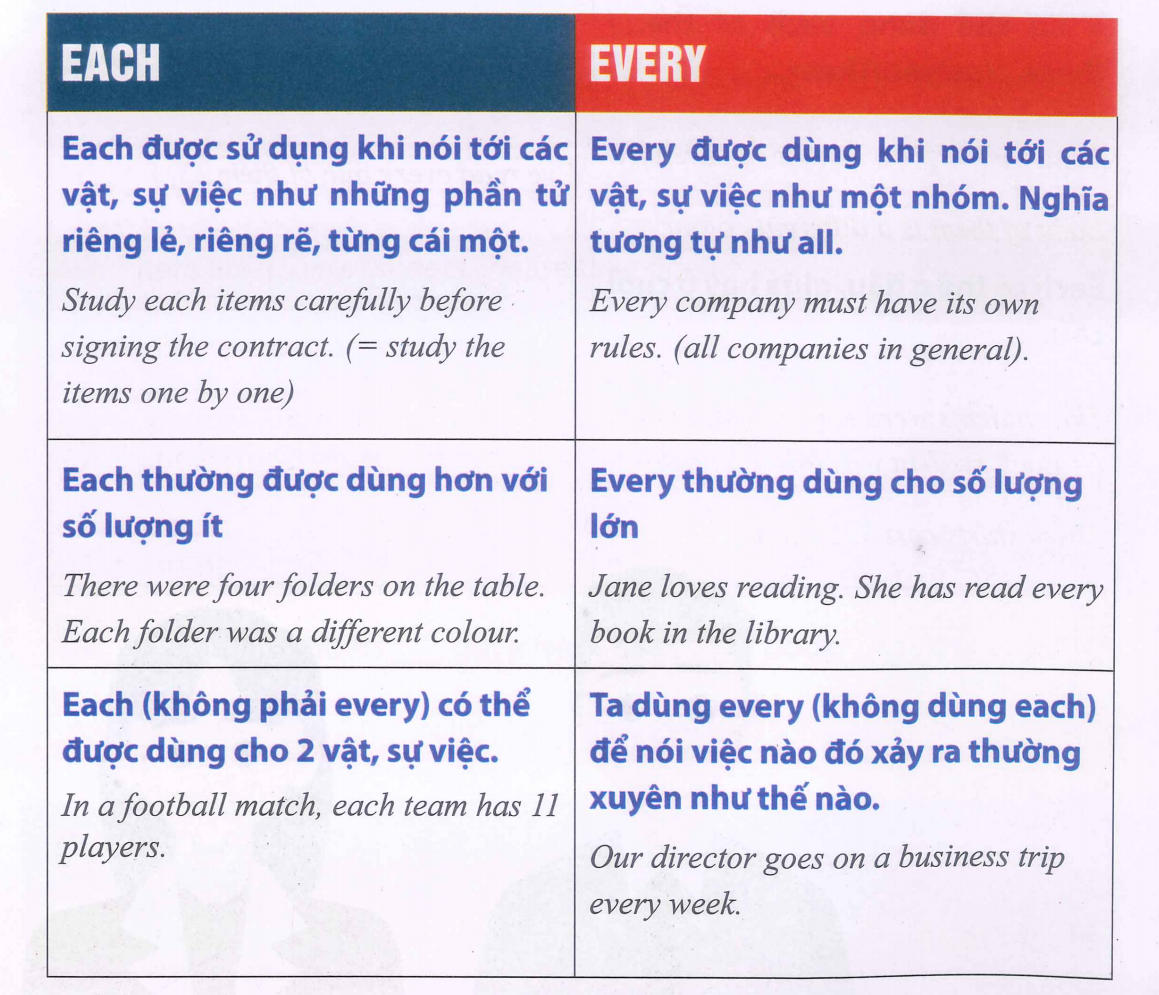 EACH
EVERY
Each được sử dụng khi nói tới các
vật, sự việc như những phần tử
riêng lẻ, riêng rẽ, từng cái một.
Study each items carefully before
signing the contract. (= study the
items one by one)
Every được dùng khi nói tới các
vật, sự việc như một nhóm. Nghĩa
tương tự như all.
Every company must have its own
rules. (all companies in general).
Each thường được dùng hơn với
số lượng ít
There were four folders on the table.
Each folder was a different colour.
Every thường dùng cho số lượng
lớn
Jane loves reading. She has read every
book in the library.
Each (không phải every) có thể
được dùng cho 2 vật, sự việc.
In a football match, each team has 11
players.
Ta dùng every (không dùng each)
để nói việc nào đó xảy ra thường
xuyên như thế nào.
Our director goes on a business trip
every week.